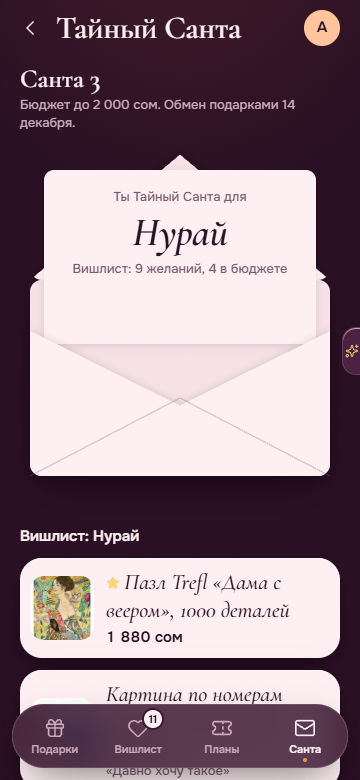 Тайный Санта
А
Санта 3
Бюджет до 2 000 сом. Обмен подарками 14
декабря.
Ты Тайный Санта для
Нурай
Вишлист: 9 желаний, 4 в бюджете
Вишлист: Нурай
Пазл Trefl «Дама с
веером», 1000 деталей
1 880 сом
Картина по номерам
11
Подарки
Вишлист
Планы
Санта
«Давно хочу такое»